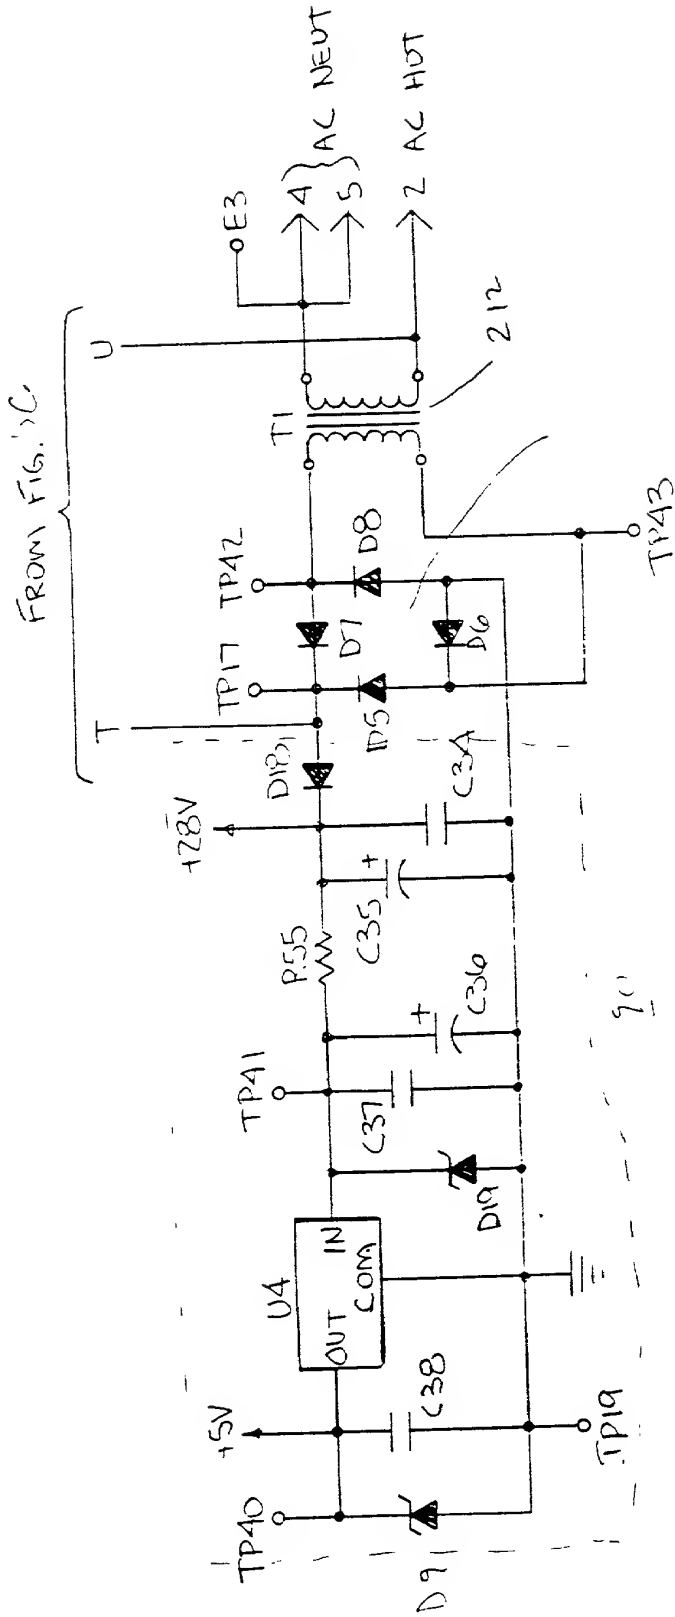 FROM FIG.
T
U
TP40
+5V
U4
OUT
IN
COM
TP41
R55
+28V
D18
TP17
TP42
D7
D8
D5
D6
T1
E3
4
5
AC NEUT
2 AC HOT
212
D9
C38
TP19
D19
C37
C36
C35
C34
TP43